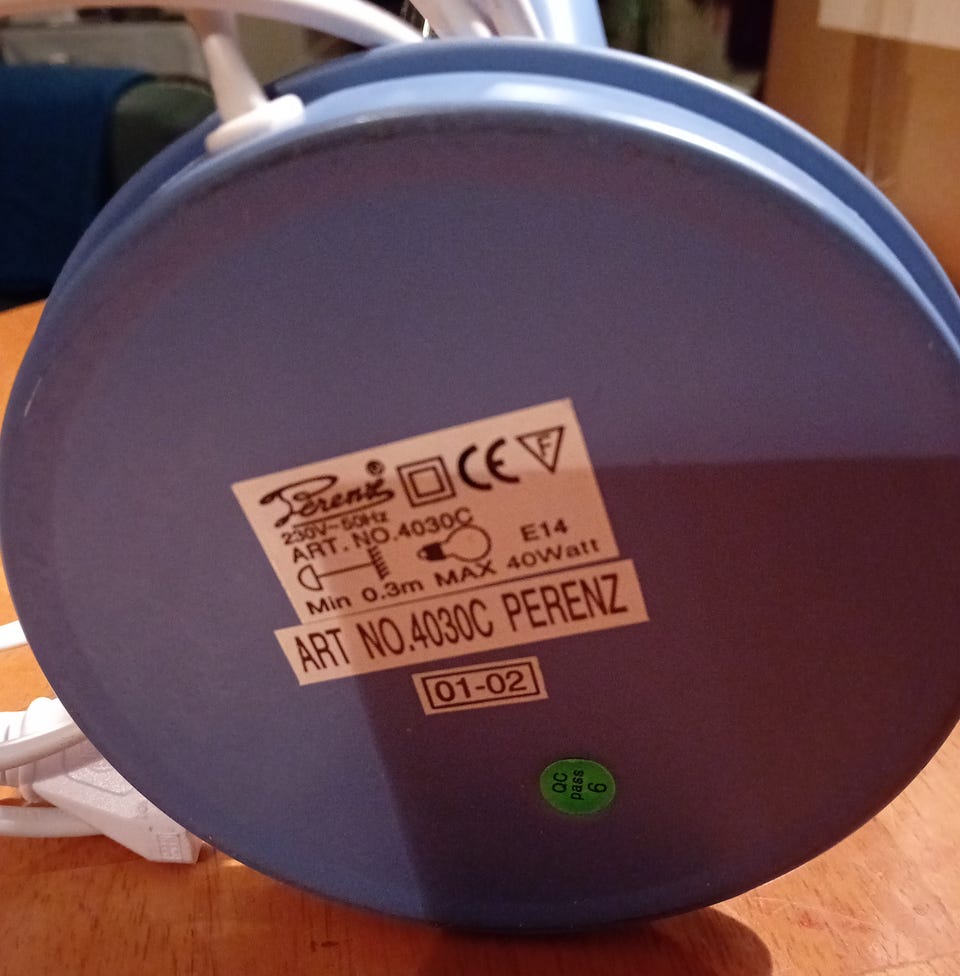 Perenz® CE F
230V~50Hz
ART. NO.4030C
E14
Min 0.3m MAX 40Watt
ART NO.4030C PERENZ
01-02
QC
pass
6